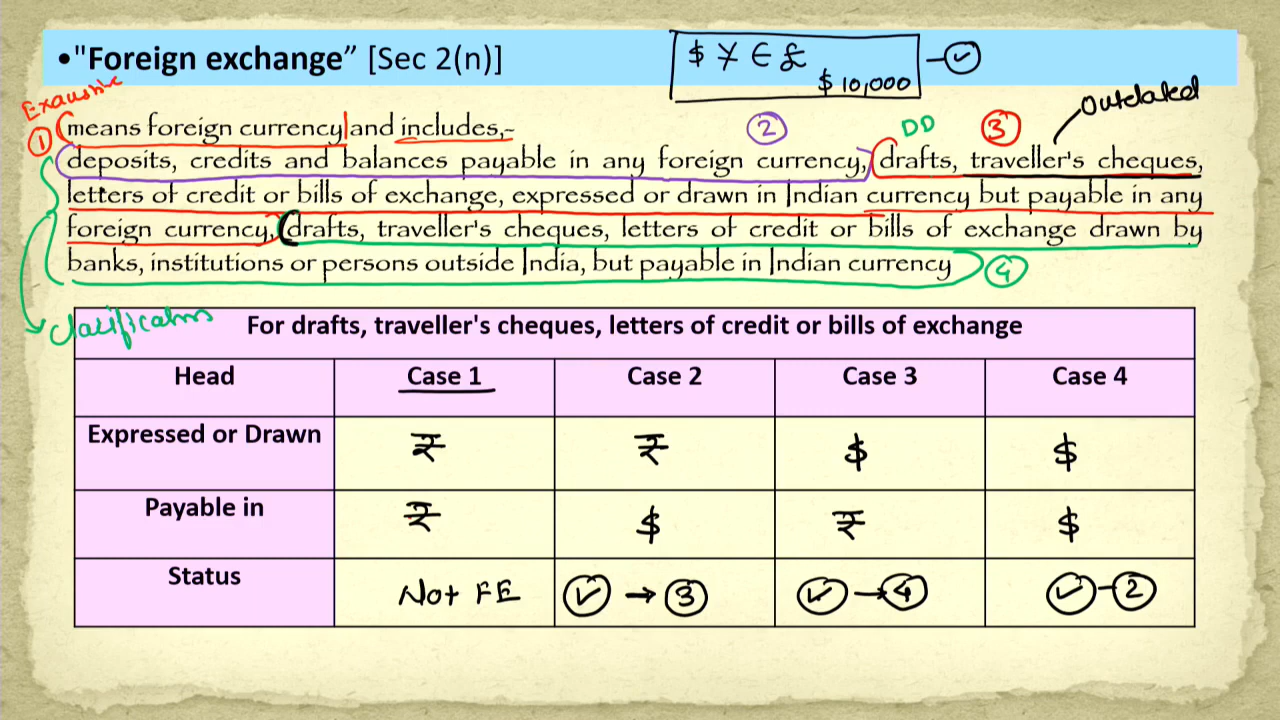 •"Foreign exchange” [Sec 2(n)]
$ ¥ € £
$ 10,000
Outdated
Exaustive
① means foreign currency and includes,-
② DD ③
deposits, credits and balances payable in any foreign currency, drafts, traveller's cheques,
letters of credit or bills of exchange, expressed or drawn in Indian currency but payable in any
foreign currency, drafts, traveller's cheques, letters of credit or bills of exchange drawn by
banks, institutions or persons outside India, but payable in Indian currency ④
clarifications
For drafts, traveller's cheques, letters of credit or bills of exchange
Head Case 1 Case 2 Case 3 Case 4
Expressed or Drawn ₹ ₹ $ $
Payable in ₹ $ ₹ $
Status Not FE ✓ → ③ ✓ → ④ ✓ - ②